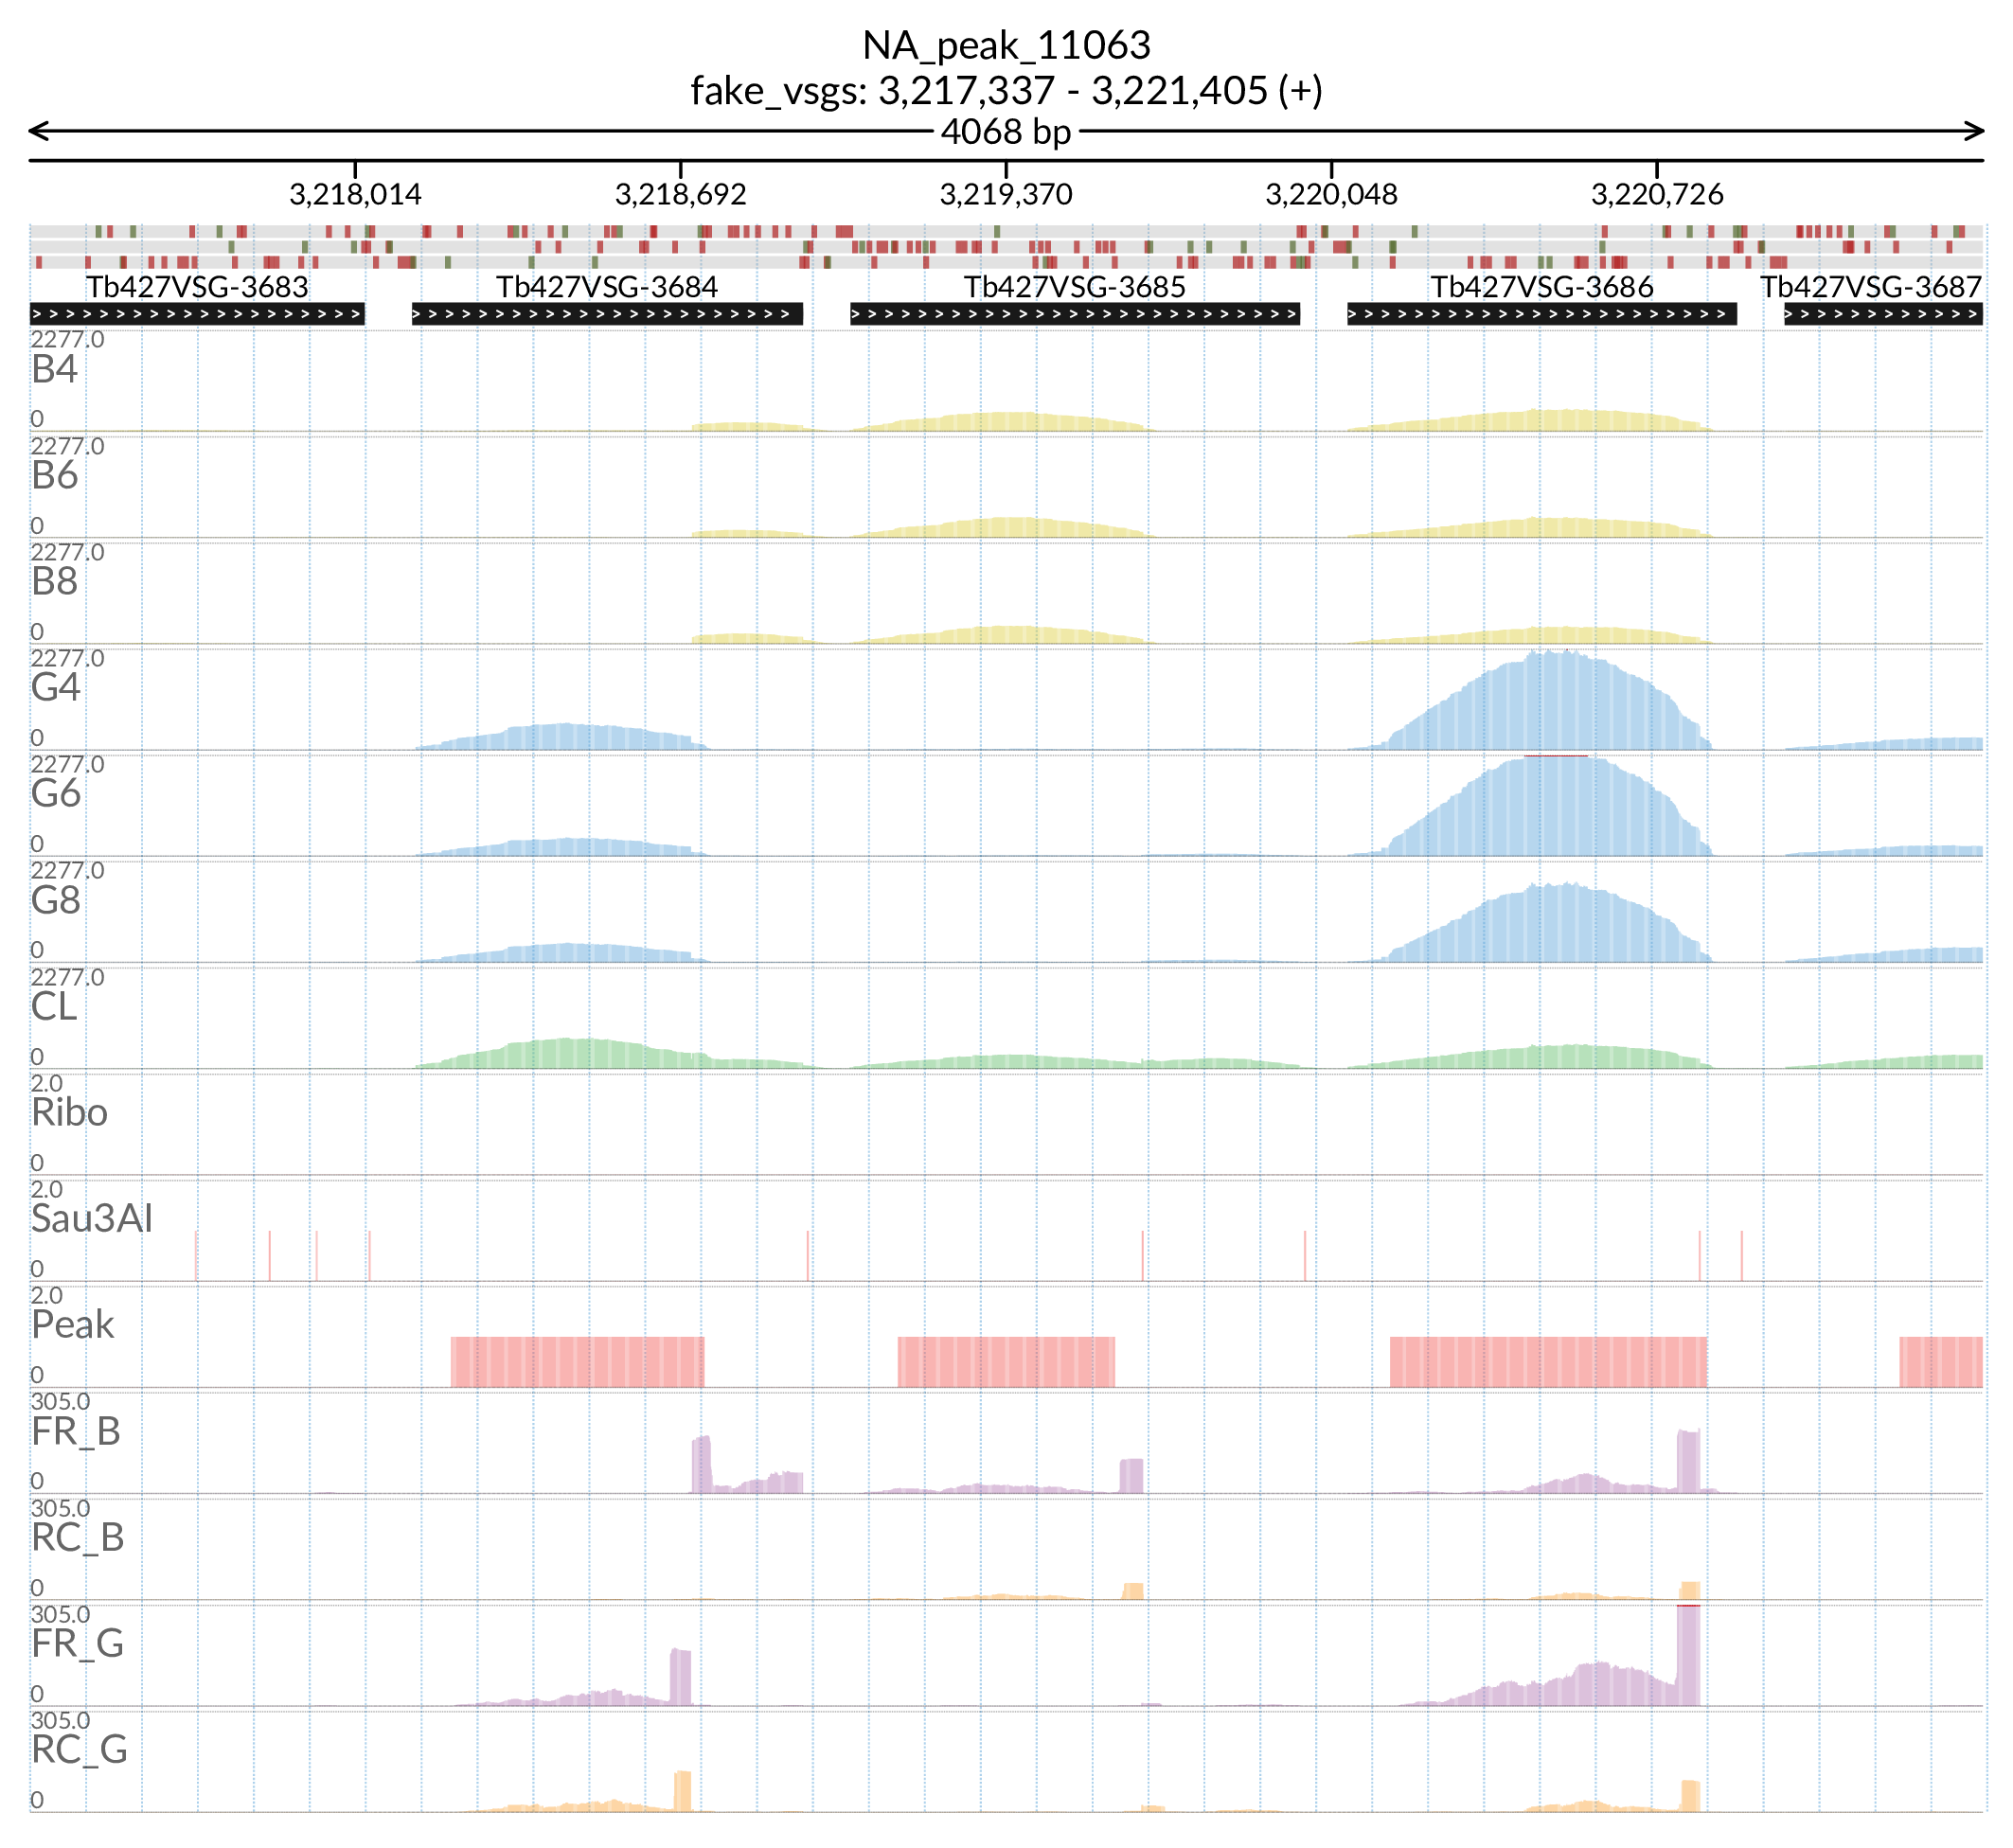 NA_peak_11063
fake_vsgs: 3,217,337 - 3,221,405 (+)
4068 bp
3,218,014 3,218,692 3,219,370 3,220,048 3,220,726
Tb427VSG-3683 Tb427VSG-3684 Tb427VSG-3685 Tb427VSG-3686 Tb427VSG-3687
2277.0
B4
0
2277.0
B6
0
2277.0
B8
0
2277.0
G4
0
2277.0
G6
0
2277.0
G8
0
2277.0
CL
0
2.0
Ribo
0
2.0
Sau3AI
0
2.0
Peak
0
305.0
FR_B
0
305.0
RC_B
0
305.0
FR_G
0
305.0
RC_G
0